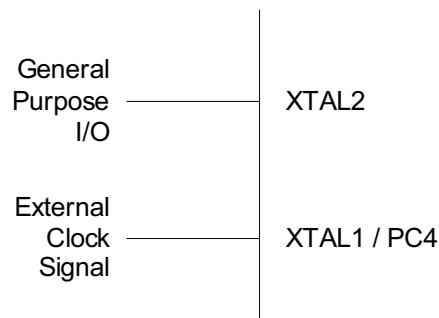 General
Purpose
I/O
XTAL2
External
Clock
Signal
XTAL1 / PC4